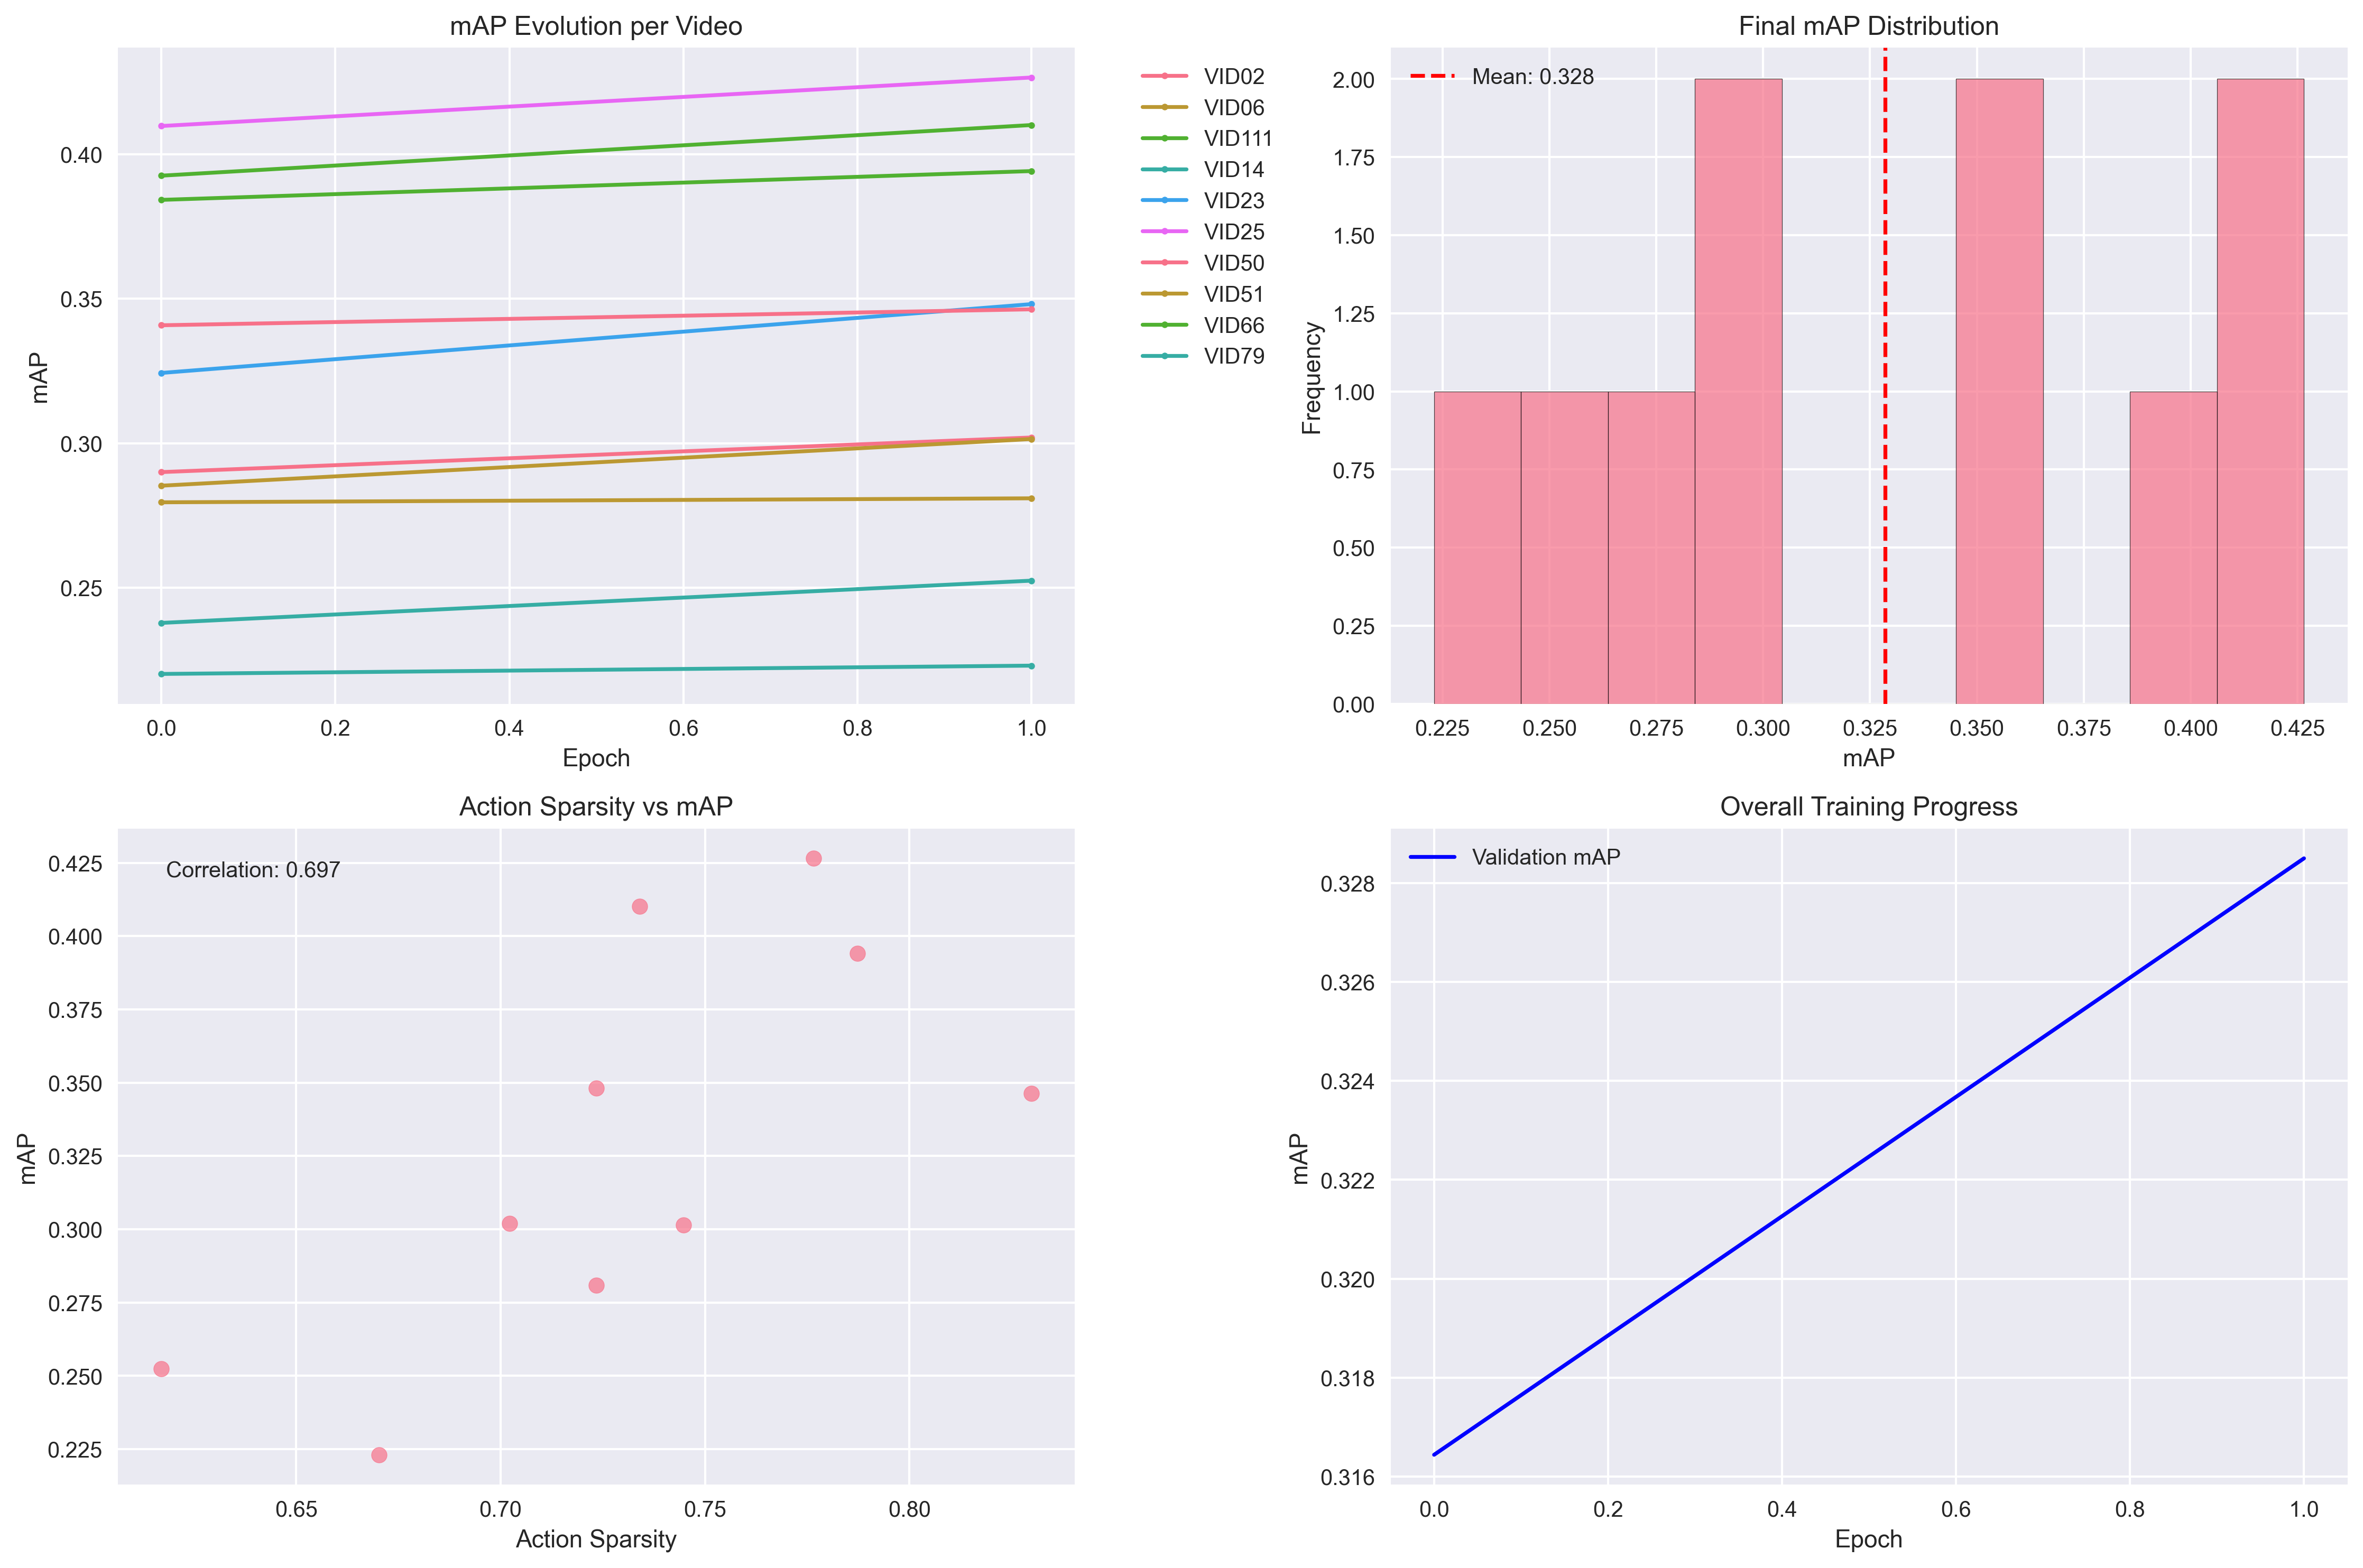 mAP Evolution per Video
mAP
0.40
0.35
0.30
0.25
0.0 0.2 0.4 0.6 0.8 1.0
Epoch
VID02
VID06
VID111
VID14
VID23
VID25
VID50
VID51
VID66
VID79
Final mAP Distribution
Mean: 0.328
Frequency
2.00
1.75
1.50
1.25
1.00
0.75
0.50
0.25
0.00
0.225 0.250 0.275 0.300 0.325 0.350 0.375 0.400 0.425
mAP
Action Sparsity vs mAP
Correlation: 0.697
mAP
0.425
0.400
0.375
0.350
0.325
0.300
0.275
0.250
0.225
0.65 0.70 0.75 0.80
Action Sparsity
Overall Training Progress
Validation mAP
mAP
0.328
0.326
0.324
0.322
0.320
0.318
0.316
0.0 0.2 0.4 0.6 0.8 1.0
Epoch